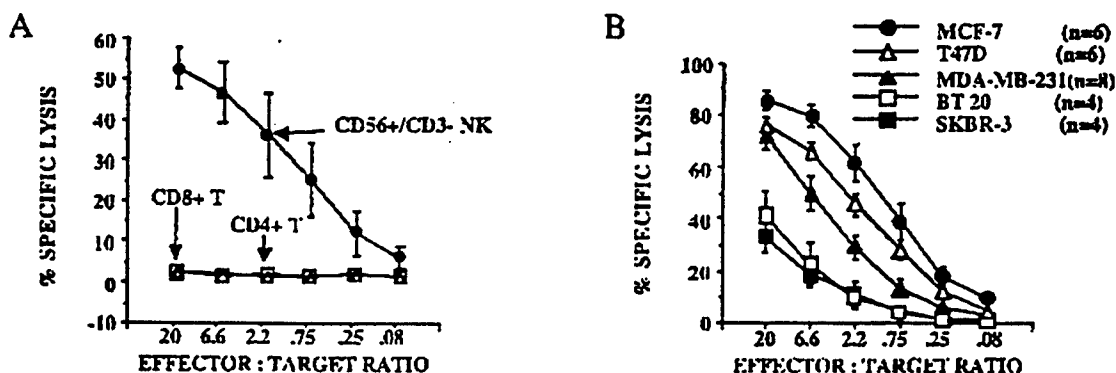 A
% SPECIFIC LYSIS
60
50
40
30
20
10
0
-10
CD56+/CD3- NK
CD8+ T
CD4+ T
20 6.6 2.2 .75 .25 .08
EFFECTOR : TARGET RATIO
B
MCF-7 (n=6)
T47D (n=6)
MDA-MB-231(n=8)
BT 20 (n=4)
SKBR-3 (n=4)
% SPECIFIC LYSIS
100
80
60
40
20
0
20 6.6 2.2 .75 .25 .08
EFFECTOR : TARGET RATIO